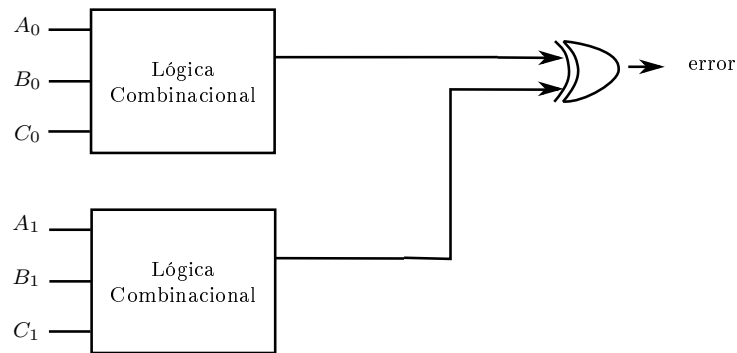 A₀
B₀
C₀
Lógica
Combinacional
error
A₁
B₁
C₁
Lógica
Combinacional